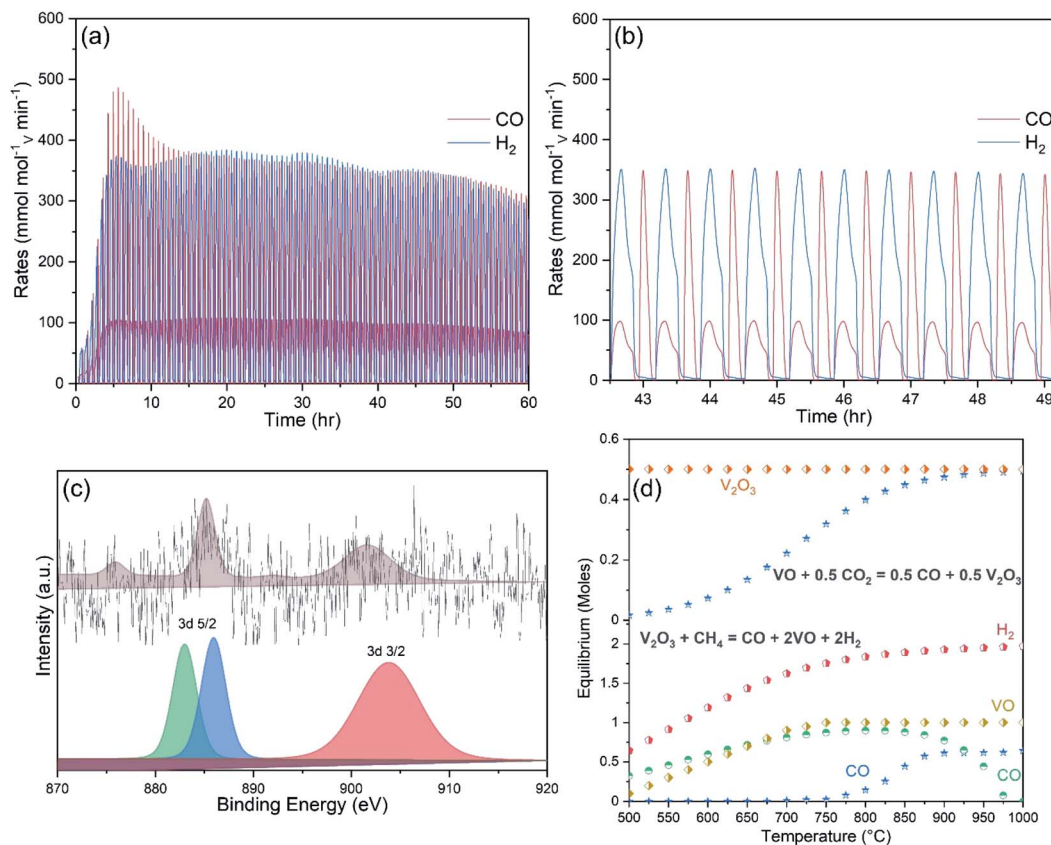 (a)
600
500
400
300
200
100
0
Rates (mmol mol⁻¹V min⁻¹)
CO
H₂
0 10 20 30 40 50 60
Time (hr)
(b)
600
500
400
300
200
100
0
Rates (mmol mol⁻¹V min⁻¹)
CO
H₂
43 44 45 46 47 48 49
Time (hr)
(c)
Intensity (a.u.)
3d 5/2
3d 3/2
870 880 890 900 910 920
Binding Energy (eV)
(d)
0.6
0.4
0.2
0
2
1.5
1
0.5
0.0
Equilibrium (Moles)
V₂O₃
VO + 0.5 CO₂ = 0.5 CO + 0.5 V₂O₃
V₂O₃ + CH₄ = CO + 2VO + 2H₂
H₂
VO
CO
CO
500 550 600 650 700 750 800 850 900 950 1000
Temperature (°C)